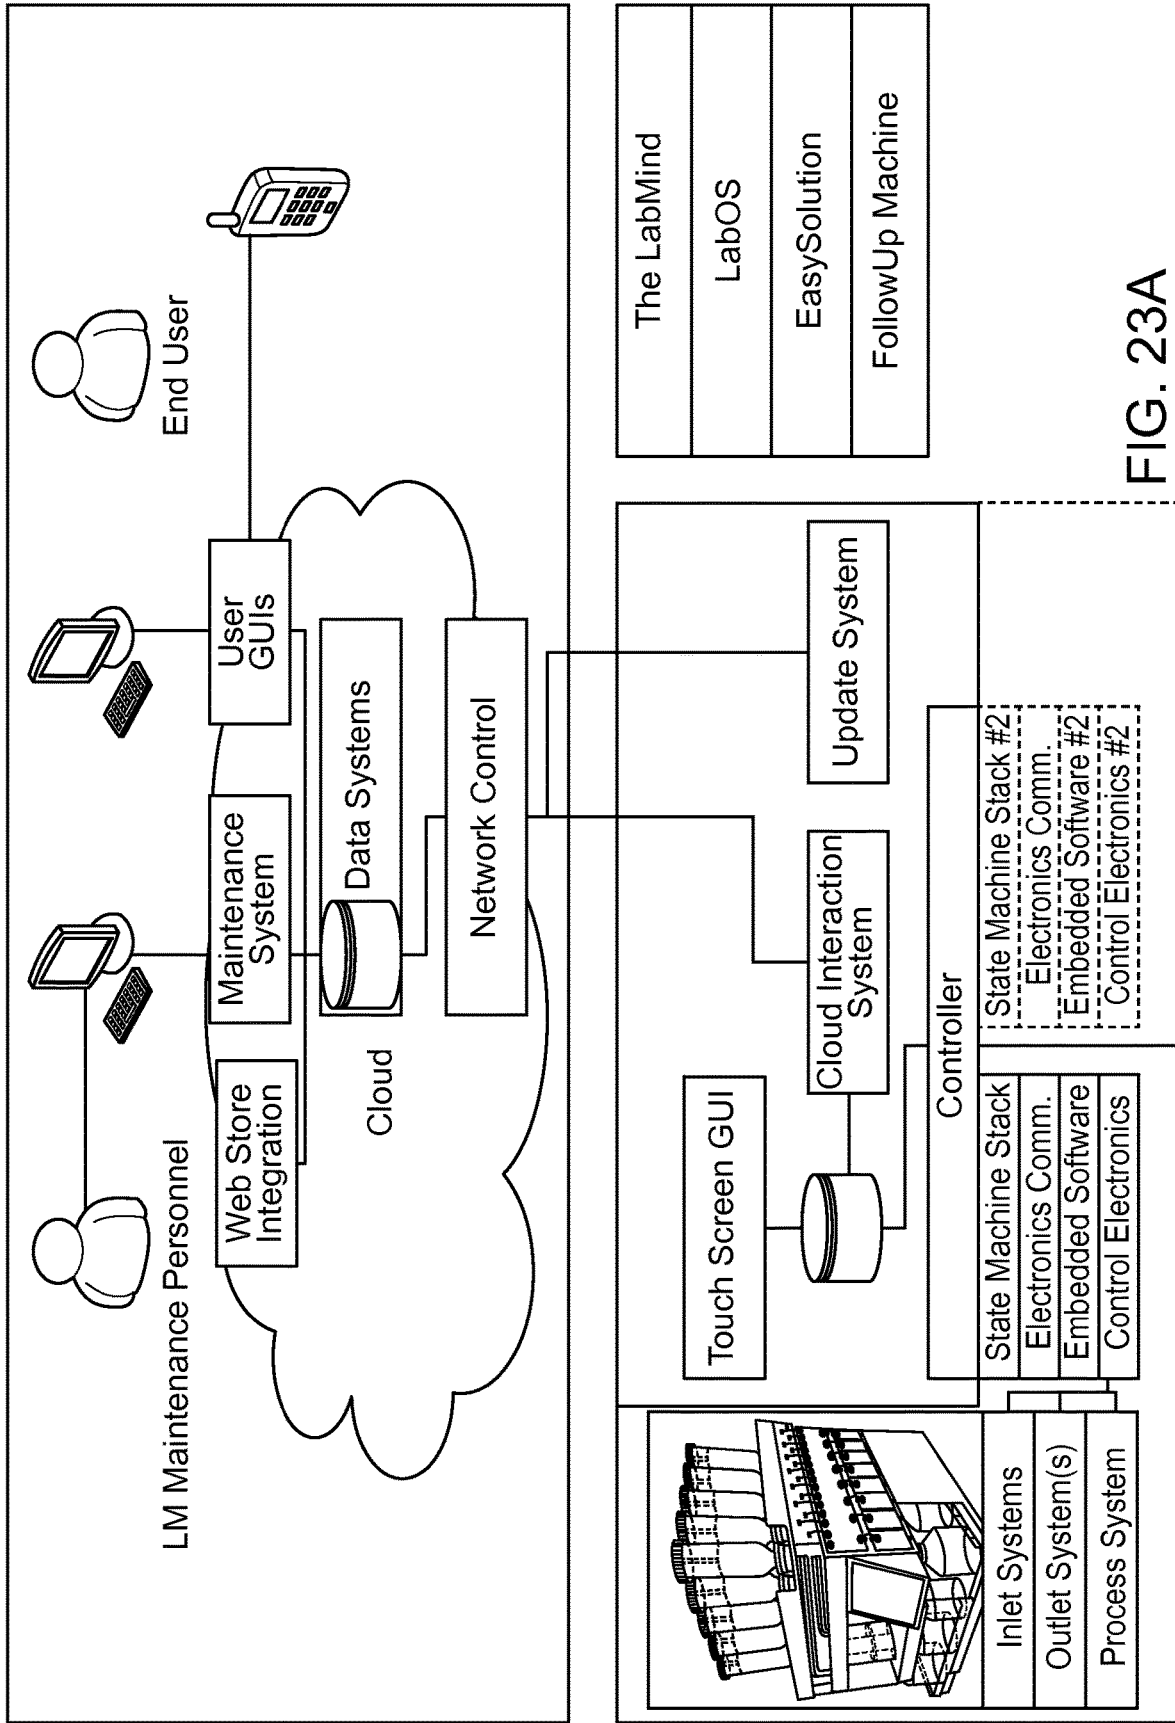 LM Maintenance Personnel
End User
Web Store
Integration
Maintenance
System
User
GUIs
Cloud
Data Systems
Network Control
Touch Screen GUI
Cloud Interaction
System
Update System
Controller
State Machine Stack
Electronics Comm.
Embedded Software
Control Electronics
State Machine Stack #2
Electronics Comm.
Embedded Software #2
Control Electronics #2
Inlet Systems
Outlet System(s)
Process System
The LabMind
LabOS
EasySolution
FollowUp Machine
FIG. 23A